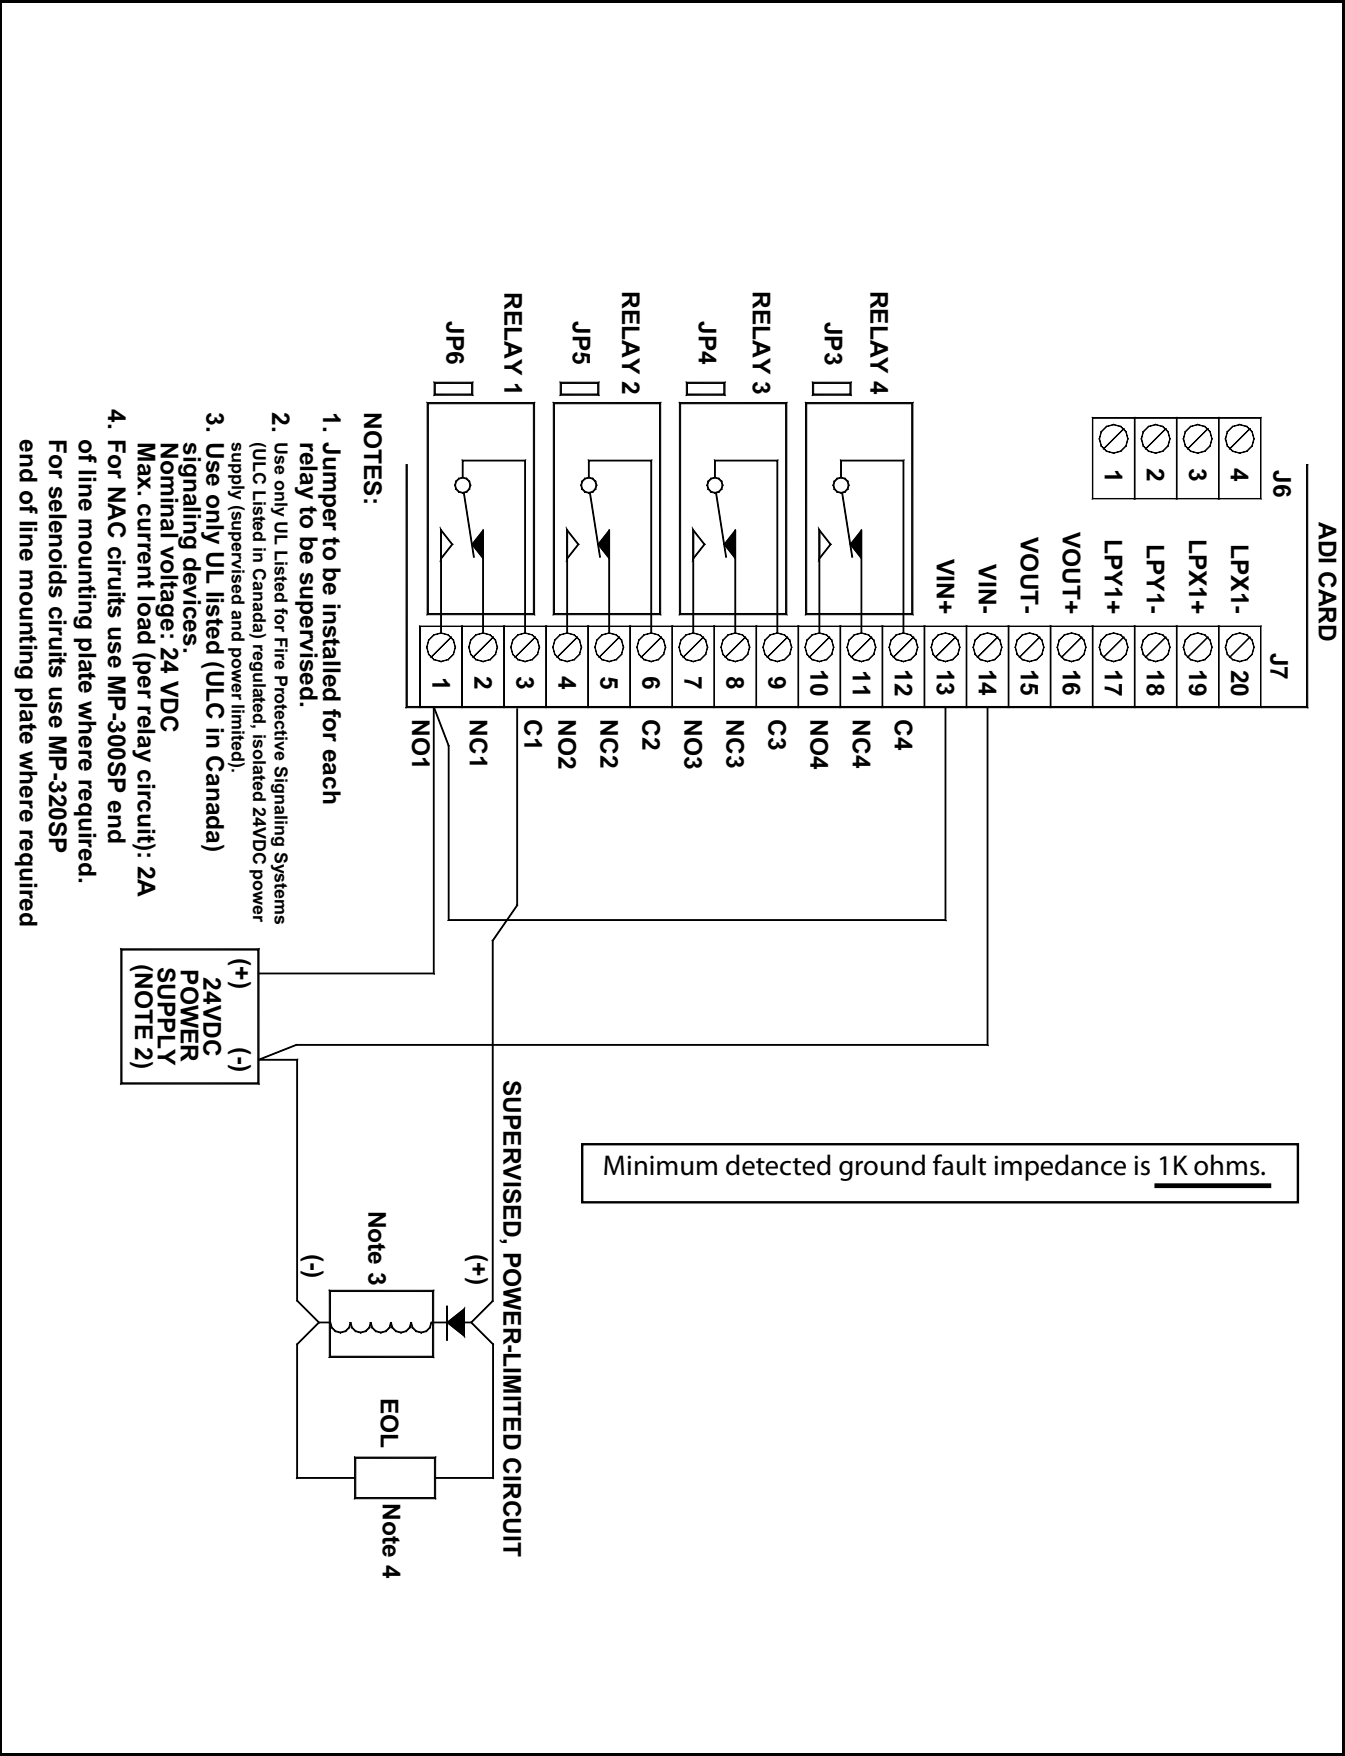 ADI CARD
J6
J7
4
3
2
1
LPX1-
LPX1+
LPY1-
LPY1+
VOUT+
VOUT-
VIN-
VIN+
20
19
18
17
16
15
14
13
12
11
10
9
8
7
6
5
4
3
2
1
C4
NC4
NO4
C3
NC3
NO3
C2
NC2
NO2
C1
NC1
NO1
RELAY 4
JP3
RELAY 3
JP4
RELAY 2
JP5
RELAY 1
JP6
Minimum detected ground fault impedance is 1K ohms.
SUPERVISED, POWER-LIMITED CIRCUIT
(+)
(-)
Note 3
EOL
Note 4
(+)
(-)
24VDC
POWER
SUPPLY
(NOTE 2)
NOTES:
1. Jumper to be installed for each
relay to be supervised.
2. Use only UL Listed for Fire Protective Signaling Systems
(ULC Listed in Canada) regulated, isolated 24VDC power
supply (supervised and power limited).
3. Use only UL listed (ULC in Canada)
signaling devices.
Nominal voltage: 24 VDC
Max. current load (per relay circuit): 2A
4. For NAC ciruits use MP-300SP end
of line mounting plate where required.
For selenoids ciruits use MP-320SP
end of line mounting plate where required